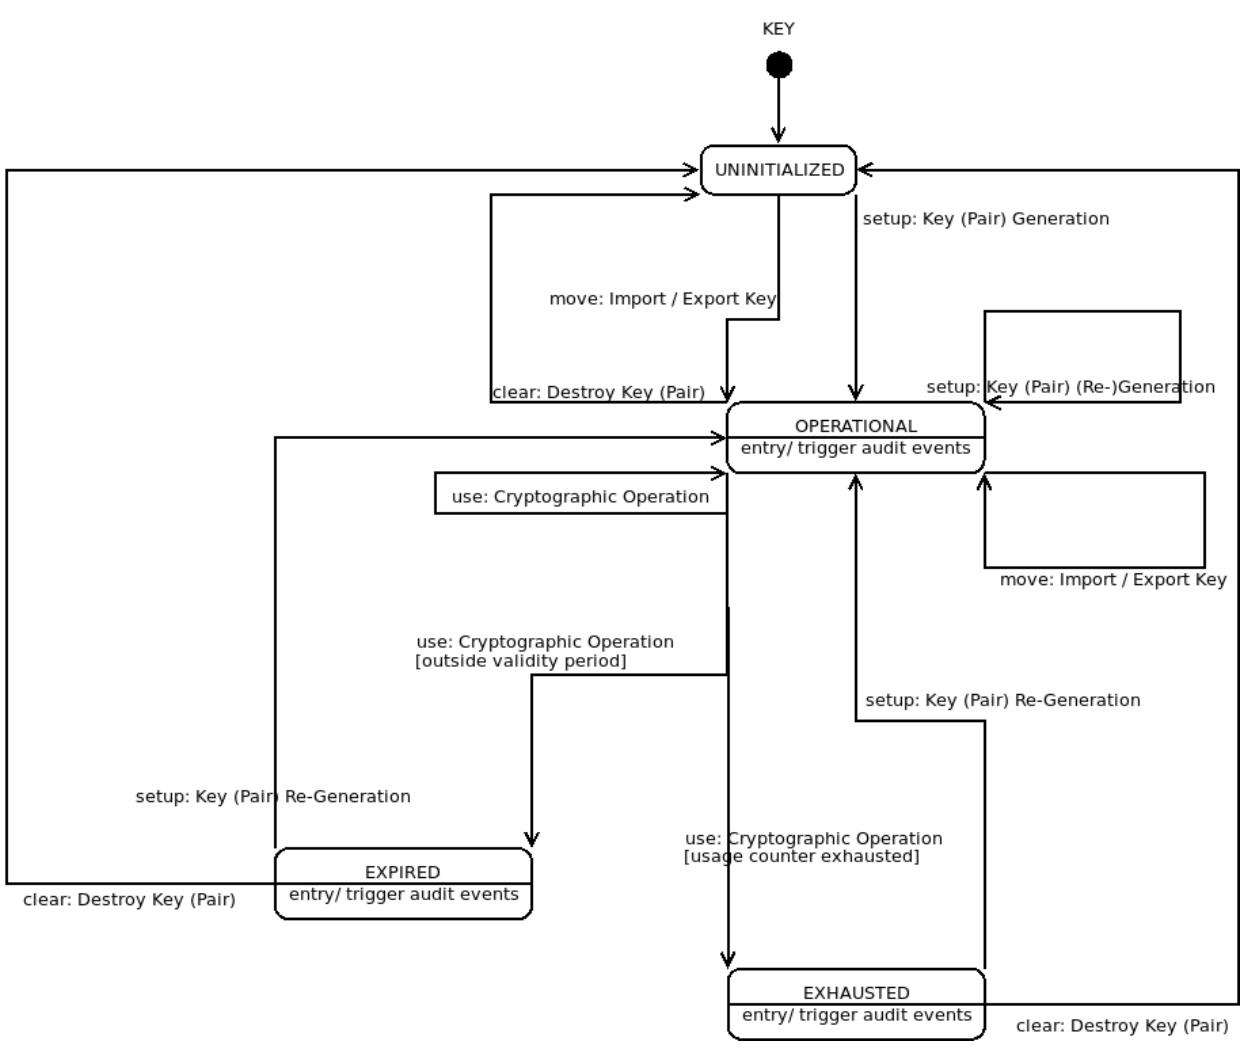 KEY
UNINITIALIZED
setup: Key (Pair) Generation
move: Import / Export Key
clear: Destroy Key (Pair)
setup: Key (Pair) (Re-)Generation
OPERATIONAL
entry/ trigger audit events
use: Cryptographic Operation
move: Import / Export Key
use: Cryptographic Operation
[outside validity period]
setup: Key (Pair) Re-Generation
setup: Key (Pair) Re-Generation
use: Cryptographic Operation
[usage counter exhausted]
EXPIRED
entry/ trigger audit events
clear: Destroy Key (Pair)
EXHAUSTED
entry/ trigger audit events
clear: Destroy Key (Pair)